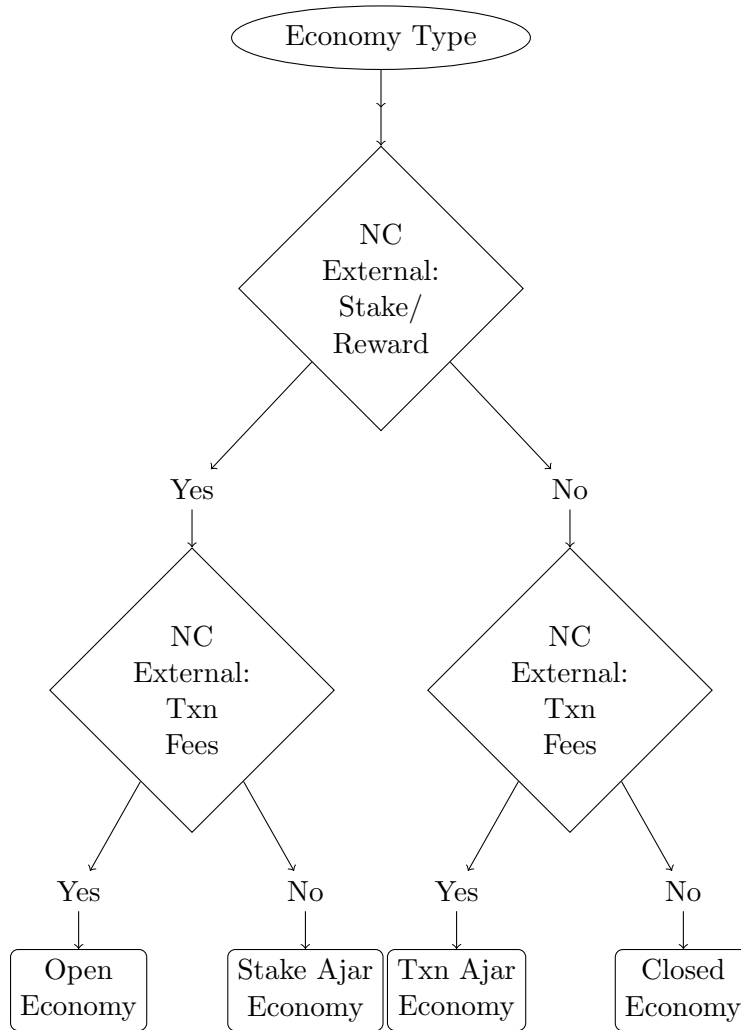 Economy Type
NC
External:
Stake/
Reward
Yes
No
NC
External:
Txn
Fees
NC
External:
Txn
Fees
Yes
No
Yes
No
Open
Economy
Stake Ajar
Economy
Txn Ajar
Economy
Closed
Economy